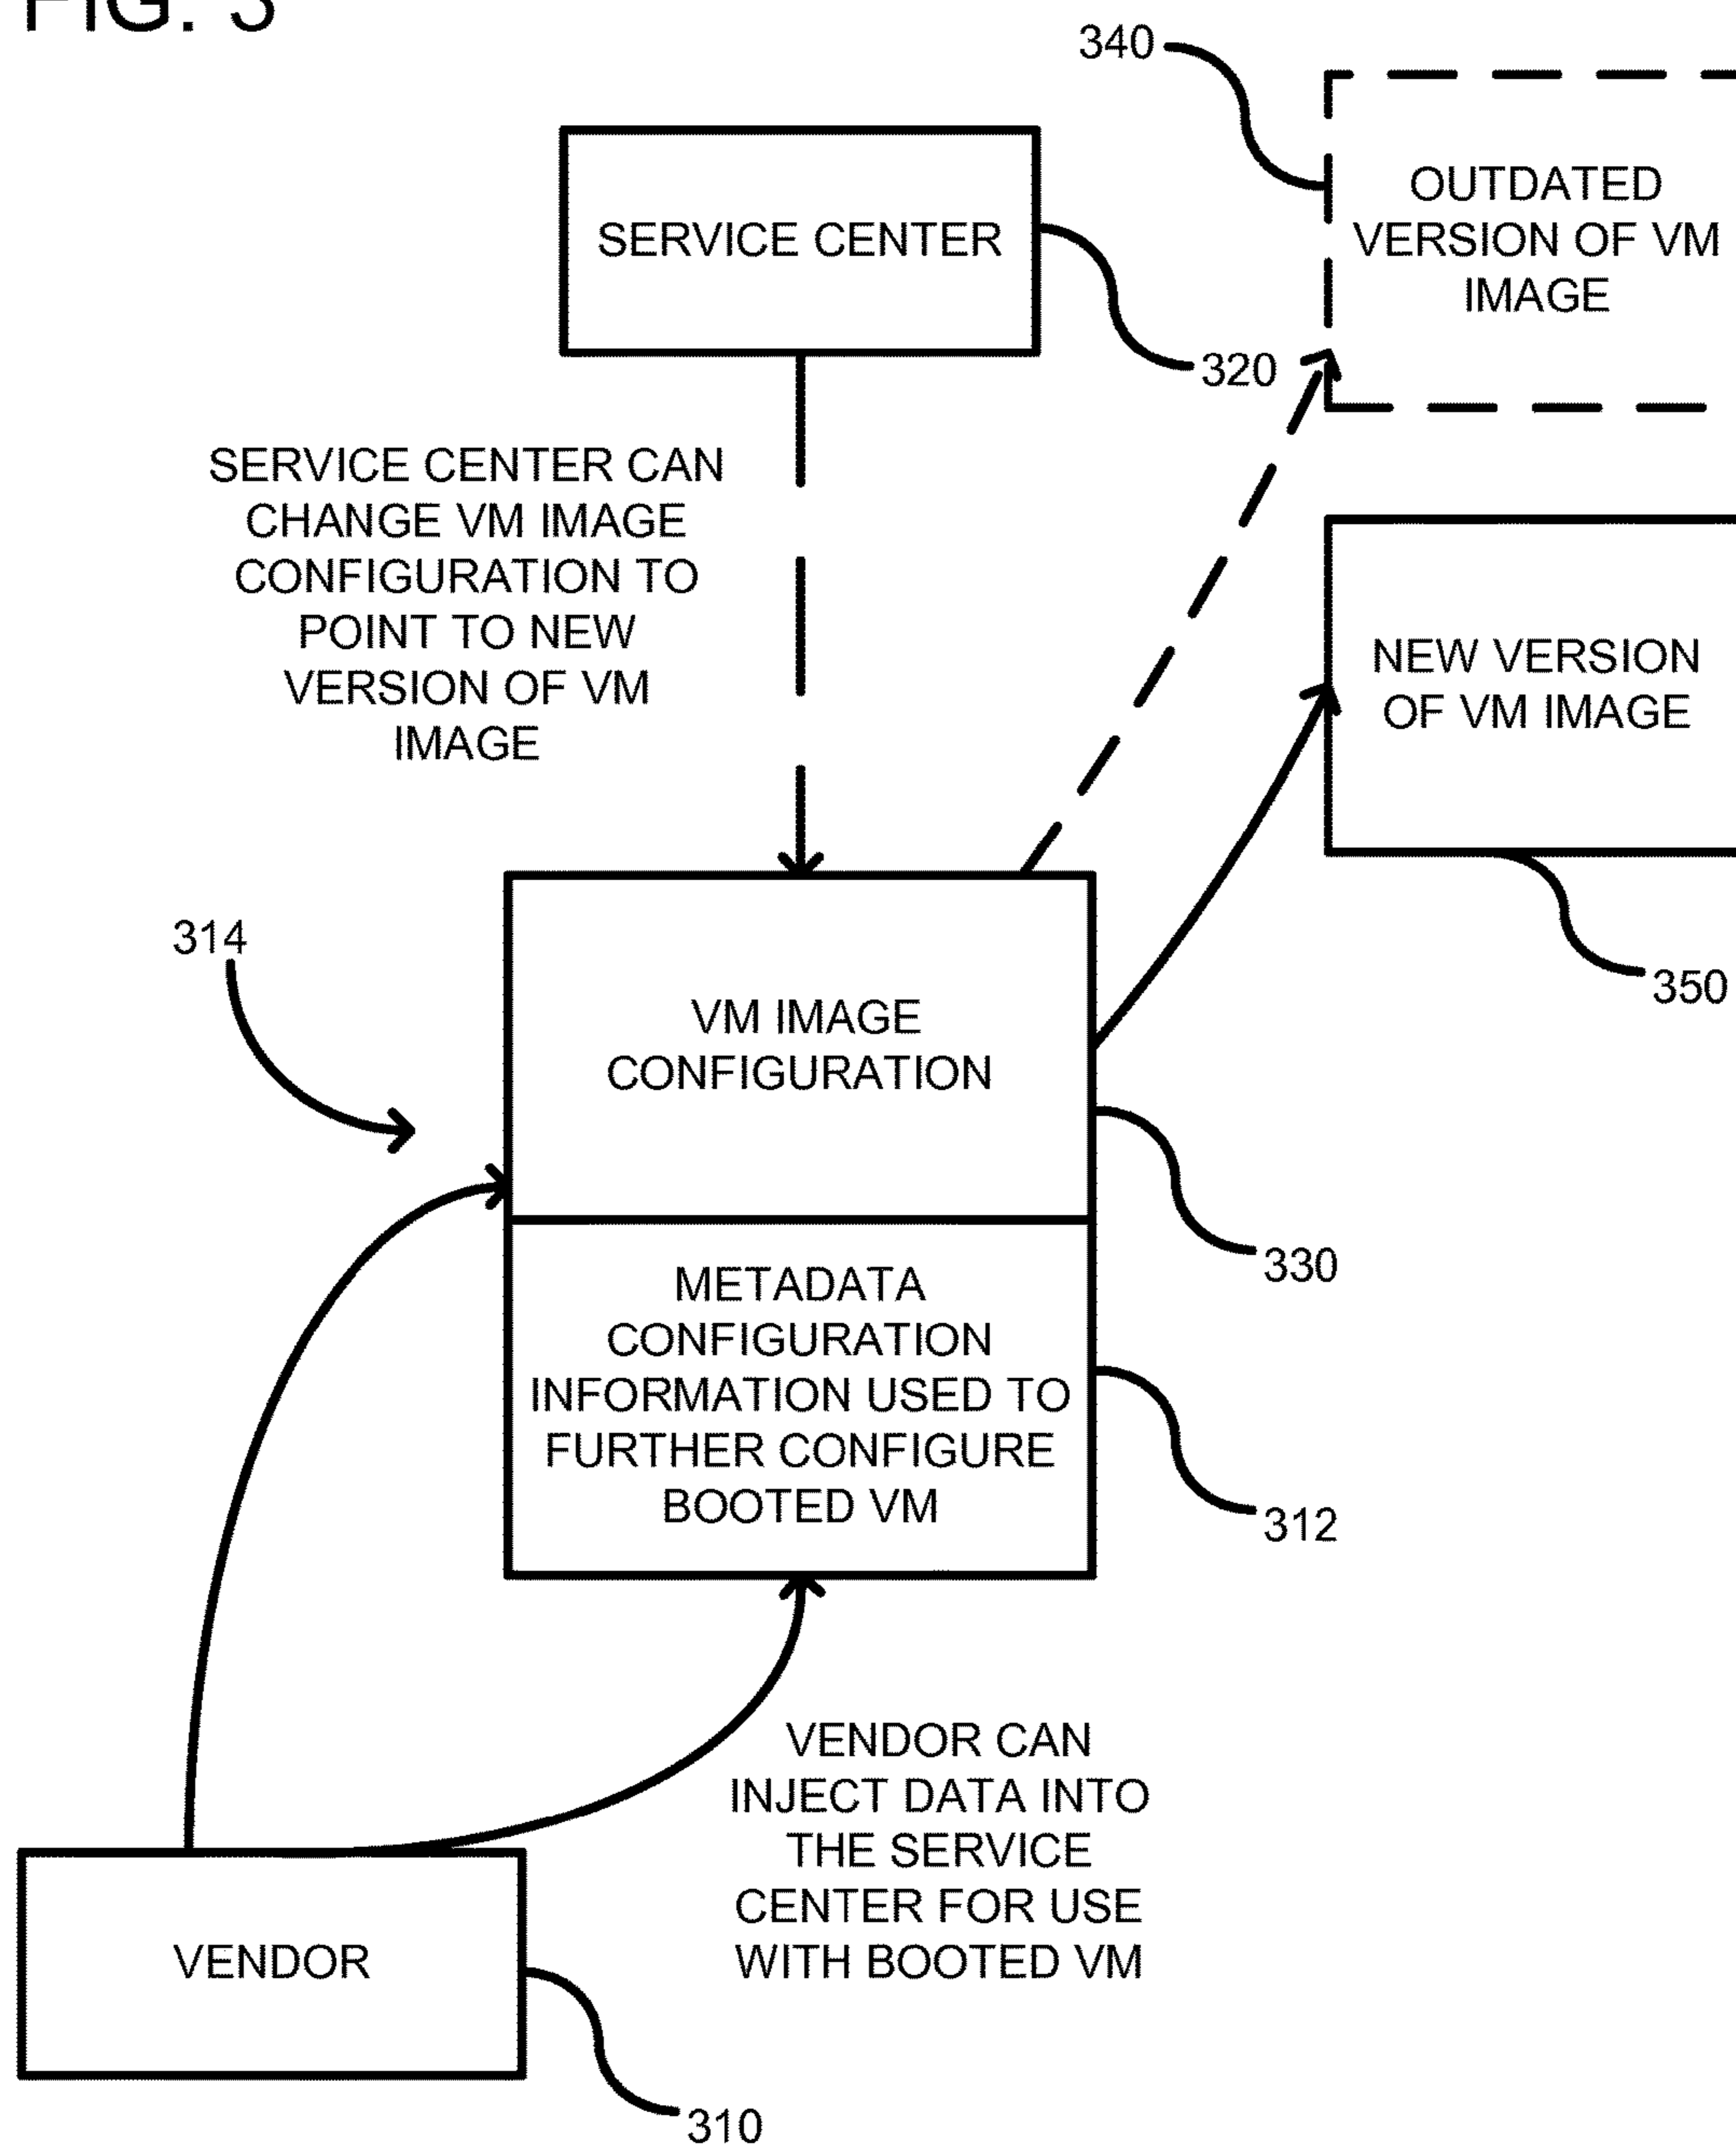 FIG. 3
340
OUTDATED
VERSION OF VM
IMAGE
SERVICE CENTER
320
SERVICE CENTER CAN
CHANGE VM IMAGE
CONFIGURATION TO
POINT TO NEW
VERSION OF VM
IMAGE
NEW VERSION
OF VM IMAGE
350
314
VM IMAGE
CONFIGURATION
330
METADATA
CONFIGURATION
INFORMATION USED TO
FURTHER CONFIGURE
BOOTED VM
312
VENDOR CAN
INJECT DATA INTO
THE SERVICE
CENTER FOR USE
WITH BOOTED VM
VENDOR
310